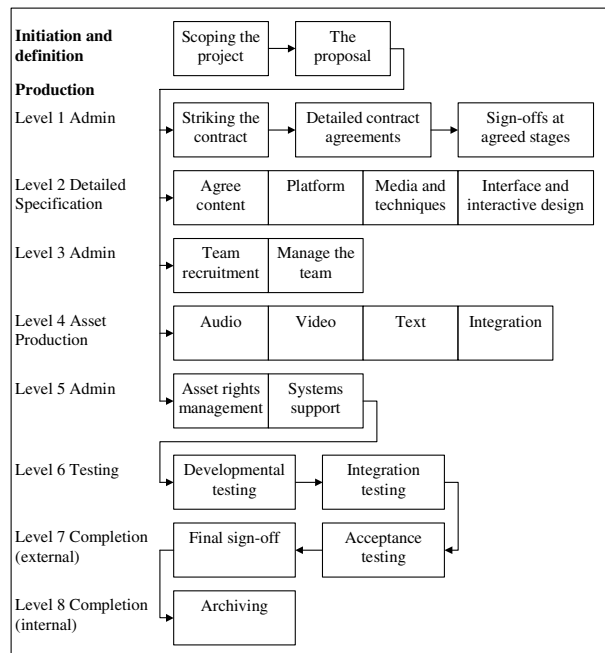 Initiation and
definition
Scoping the
project
The
proposal
Production
Level 1 Admin
Striking the
contract
Detailed contract
agreements
Sign-offs at
agreed stages
Level 2 Detailed
Specification
Agree
content
Platform
Media and
techniques
Interface and
interactive design
Level 3 Admin
Team
recruitment
Manage the
team
Level 4 Asset
Production
Audio
Video
Text
Integration
Level 5 Admin
Asset rights
management
Systems
support
Level 6 Testing
Developmental
testing
Integration
testing
Level 7 Completion
(external)
Final sign-off
Acceptance
testing
Level 8 Completion
(internal)
Archiving